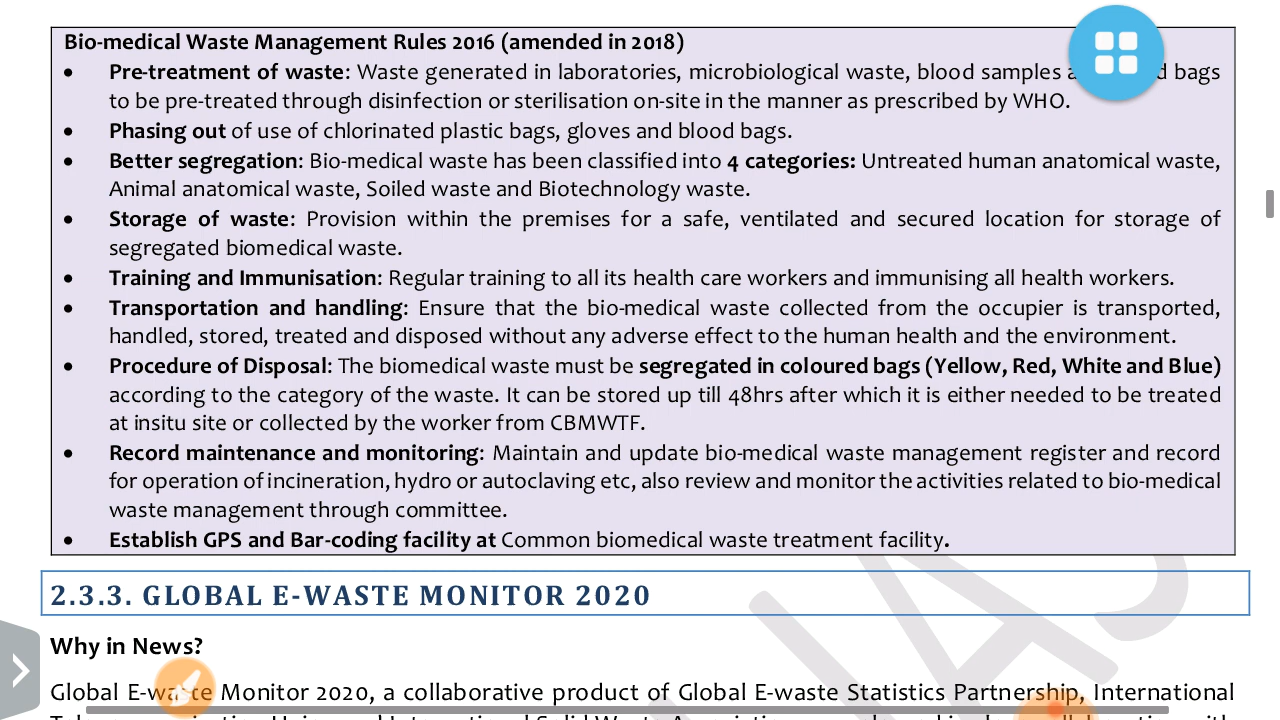 Bio-medical Waste Management Rules 2016 (amended in 2018)
• Pre-treatment of waste: Waste generated in laboratories, microbiological waste, blood samples bags
to be pre-treated through disinfection or sterilisation on-site in the manner as prescribed by WHO.
• Phasing out of use of chlorinated plastic bags, gloves and blood bags.
• Better segregation: Bio-medical waste has been classified into 4 categories: Untreated human anatomical waste,
Animal anatomical waste, Soiled waste and Biotechnology waste.
• Storage of waste: Provision within the premises for a safe, ventilated and secured location for storage of
segregated biomedical waste.
• Training and Immunisation: Regular training to all its health care workers and immunising all health workers.
• Transportation and handling: Ensure that the bio-medical waste collected from the occupier is transported,
handled, stored, treated and disposed without any adverse effect to the human health and the environment.
• Procedure of Disposal: The biomedical waste must be segregated in coloured bags (Yellow, Red, White and Blue)
according to the category of the waste. It can be stored up till 48hrs after which it is either needed to be treated
at insitu site or collected by the worker from CBMWTF.
• Record maintenance and monitoring: Maintain and update bio-medical waste management register and record
for operation of incineration, hydro or autoclaving etc, also review and monitor the activities related to bio-medical
waste management through committee.
• Establish GPS and Bar-coding facility at Common biomedical waste treatment facility.
2.3.3. GLOBAL E-WASTE MONITOR 2020
Why in News?
Global E-waste Monitor 2020, a collaborative product of Global E-waste Statistics Partnership, International